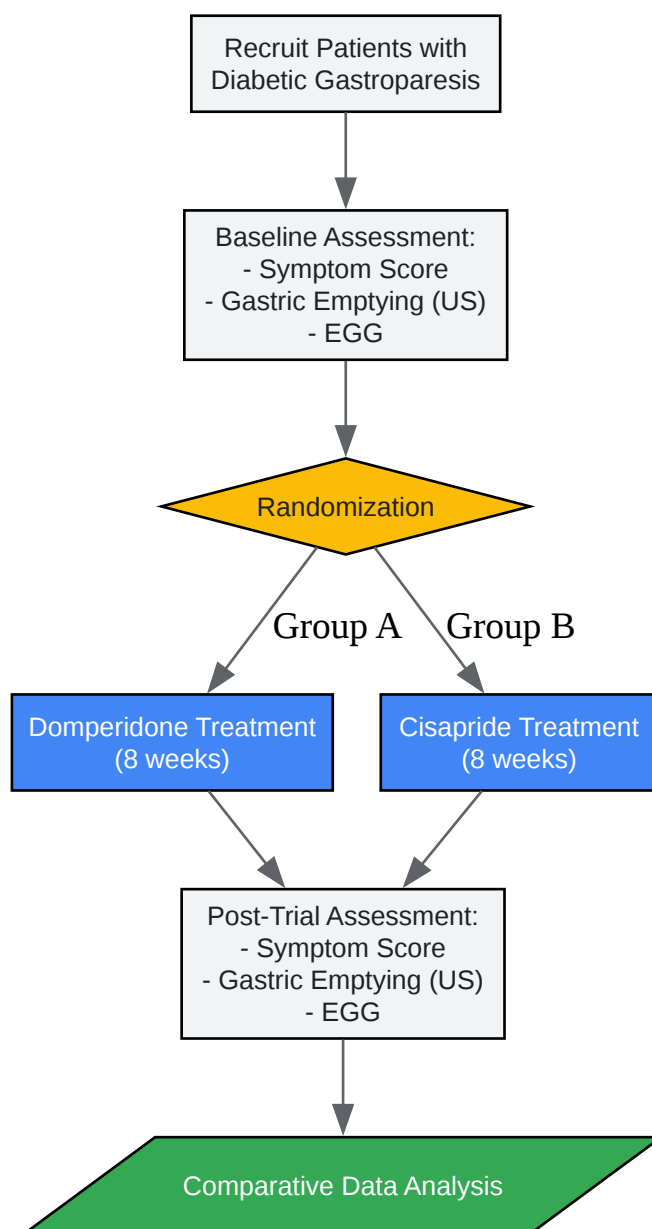 Recruit Patients with
Diabetic Gastroparesis
Baseline Assessment:
- Symptom Score
- Gastric Emptying (US)
- EGG
Randomization
Group A
Group B
Domperidone Treatment
(8 weeks)
Cisapride Treatment
(8 weeks)
Post-Trial Assessment:
- Symptom Score
- Gastric Emptying (US)
- EGG
Comparative Data Analysis